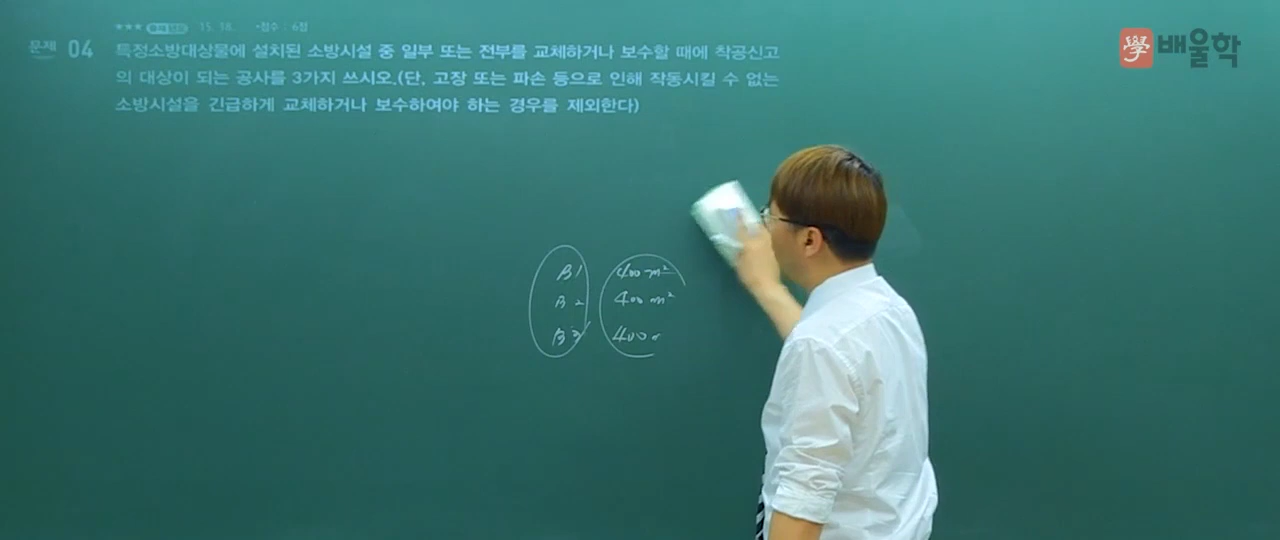 ★★★ 15. 18. •점수 : 6점
문제 04 특정소방대상물에 설치된 소방시설 중 일부 또는 전부를 교체하거나 보수할 때에 착공신고
의 대상이 되는 공사를 3가지 쓰시오.(단, 고장 또는 파손 등으로 인해 작동시킬 수 없는
소방시설을 긴급하게 교체하거나 보수하여야 하는 경우를 제외한다)
學 배울학
B1 400m²
B2 400m²
B3 400